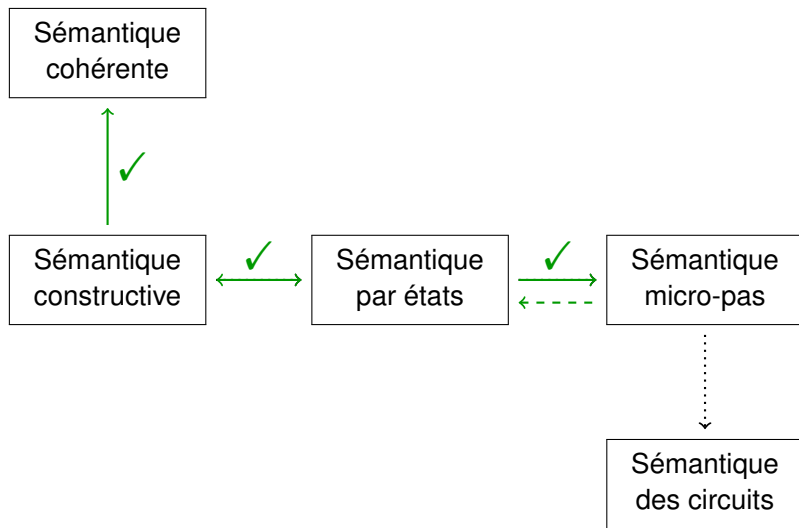 Sémantique
cohérente
✓
✓
✓
Sémantique
constructive
Sémantique
par états
Sémantique
micro-pas
Sémantique
des circuits